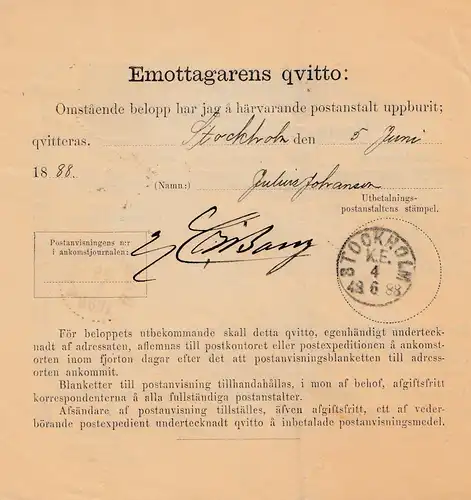 Emottagarens qvitto:
Omstående belopp har jag å härvarande postanstalt uppburit;
qvitteras. Stockholm den 5 Juni
1888.
(Namn:) Julius Johansson
Utbetalnings-
postanstaltens stämpel.
Postanvisningens n:r
i ankomstjournalen:
STOCKHOLM
K.E.
4
6 88
För beloppets utbekommande skall detta qvitto, egenhändigt underteck-
nadt af adressaten, aflemnas till postkontoret eller postexpeditionen å ankomst-
orten inom fjorton dagar efter det att postanvisningsblanketten till adress-
orten ankommit.
Blanketter till postanvisning tillhandahållas, i mon af behof, afgiftsfritt
korrespondenterna å alla fullständiga postanstalter.
Afsändare af postanvisning tillställes, äfven afgiftsfritt, ett af veder-
börande postexpedient undertecknadt qvitto å inbetalade postanvisningsmedel.